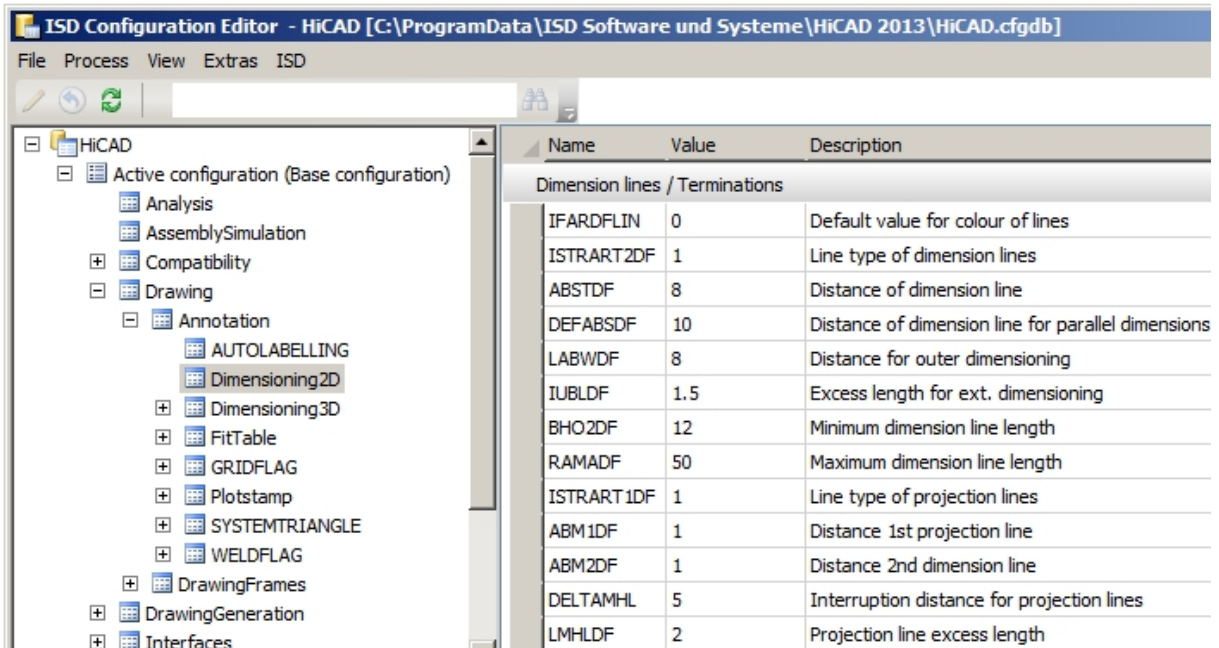 ISD Configuration Editor - HiCAD [C:\ProgramData\ISD Software und Systeme\HiCAD 2013\HiCAD.cfgdb]
File Process View Extras ISD
HiCAD
Active configuration (Base configuration)
Analysis
AssemblySimulation
Compatibility
Drawing
Annotation
AUTOLABELLING
Dimensioning2D
Dimensioning3D
FitTable
GRIDFLAG
Plotstamp
SYSTEMTRIANGLE
WELDFLAG
DrawingFrames
DrawingGeneration
Interfaces
Name Value Description
Dimension lines / Terminations
IFARDFLIN 0 Default value for colour of lines
ISTRART2DF 1 Line type of dimension lines
ABSTDF 8 Distance of dimension line
DEFABSDF 10 Distance of dimension line for parallel dimensions
LABWDF 8 Distance for outer dimensioning
IUBLDF 1.5 Excess length for ext. dimensioning
BHO2DF 12 Minimum dimension line length
RAMADF 50 Maximum dimension line length
ISTRART1DF 1 Line type of projection lines
ABM1DF 1 Distance 1st projection line
ABM2DF 1 Distance 2nd dimension line
DELTAMHL 5 Interruption distance for projection lines
LMHLDF 2 Projection line excess length